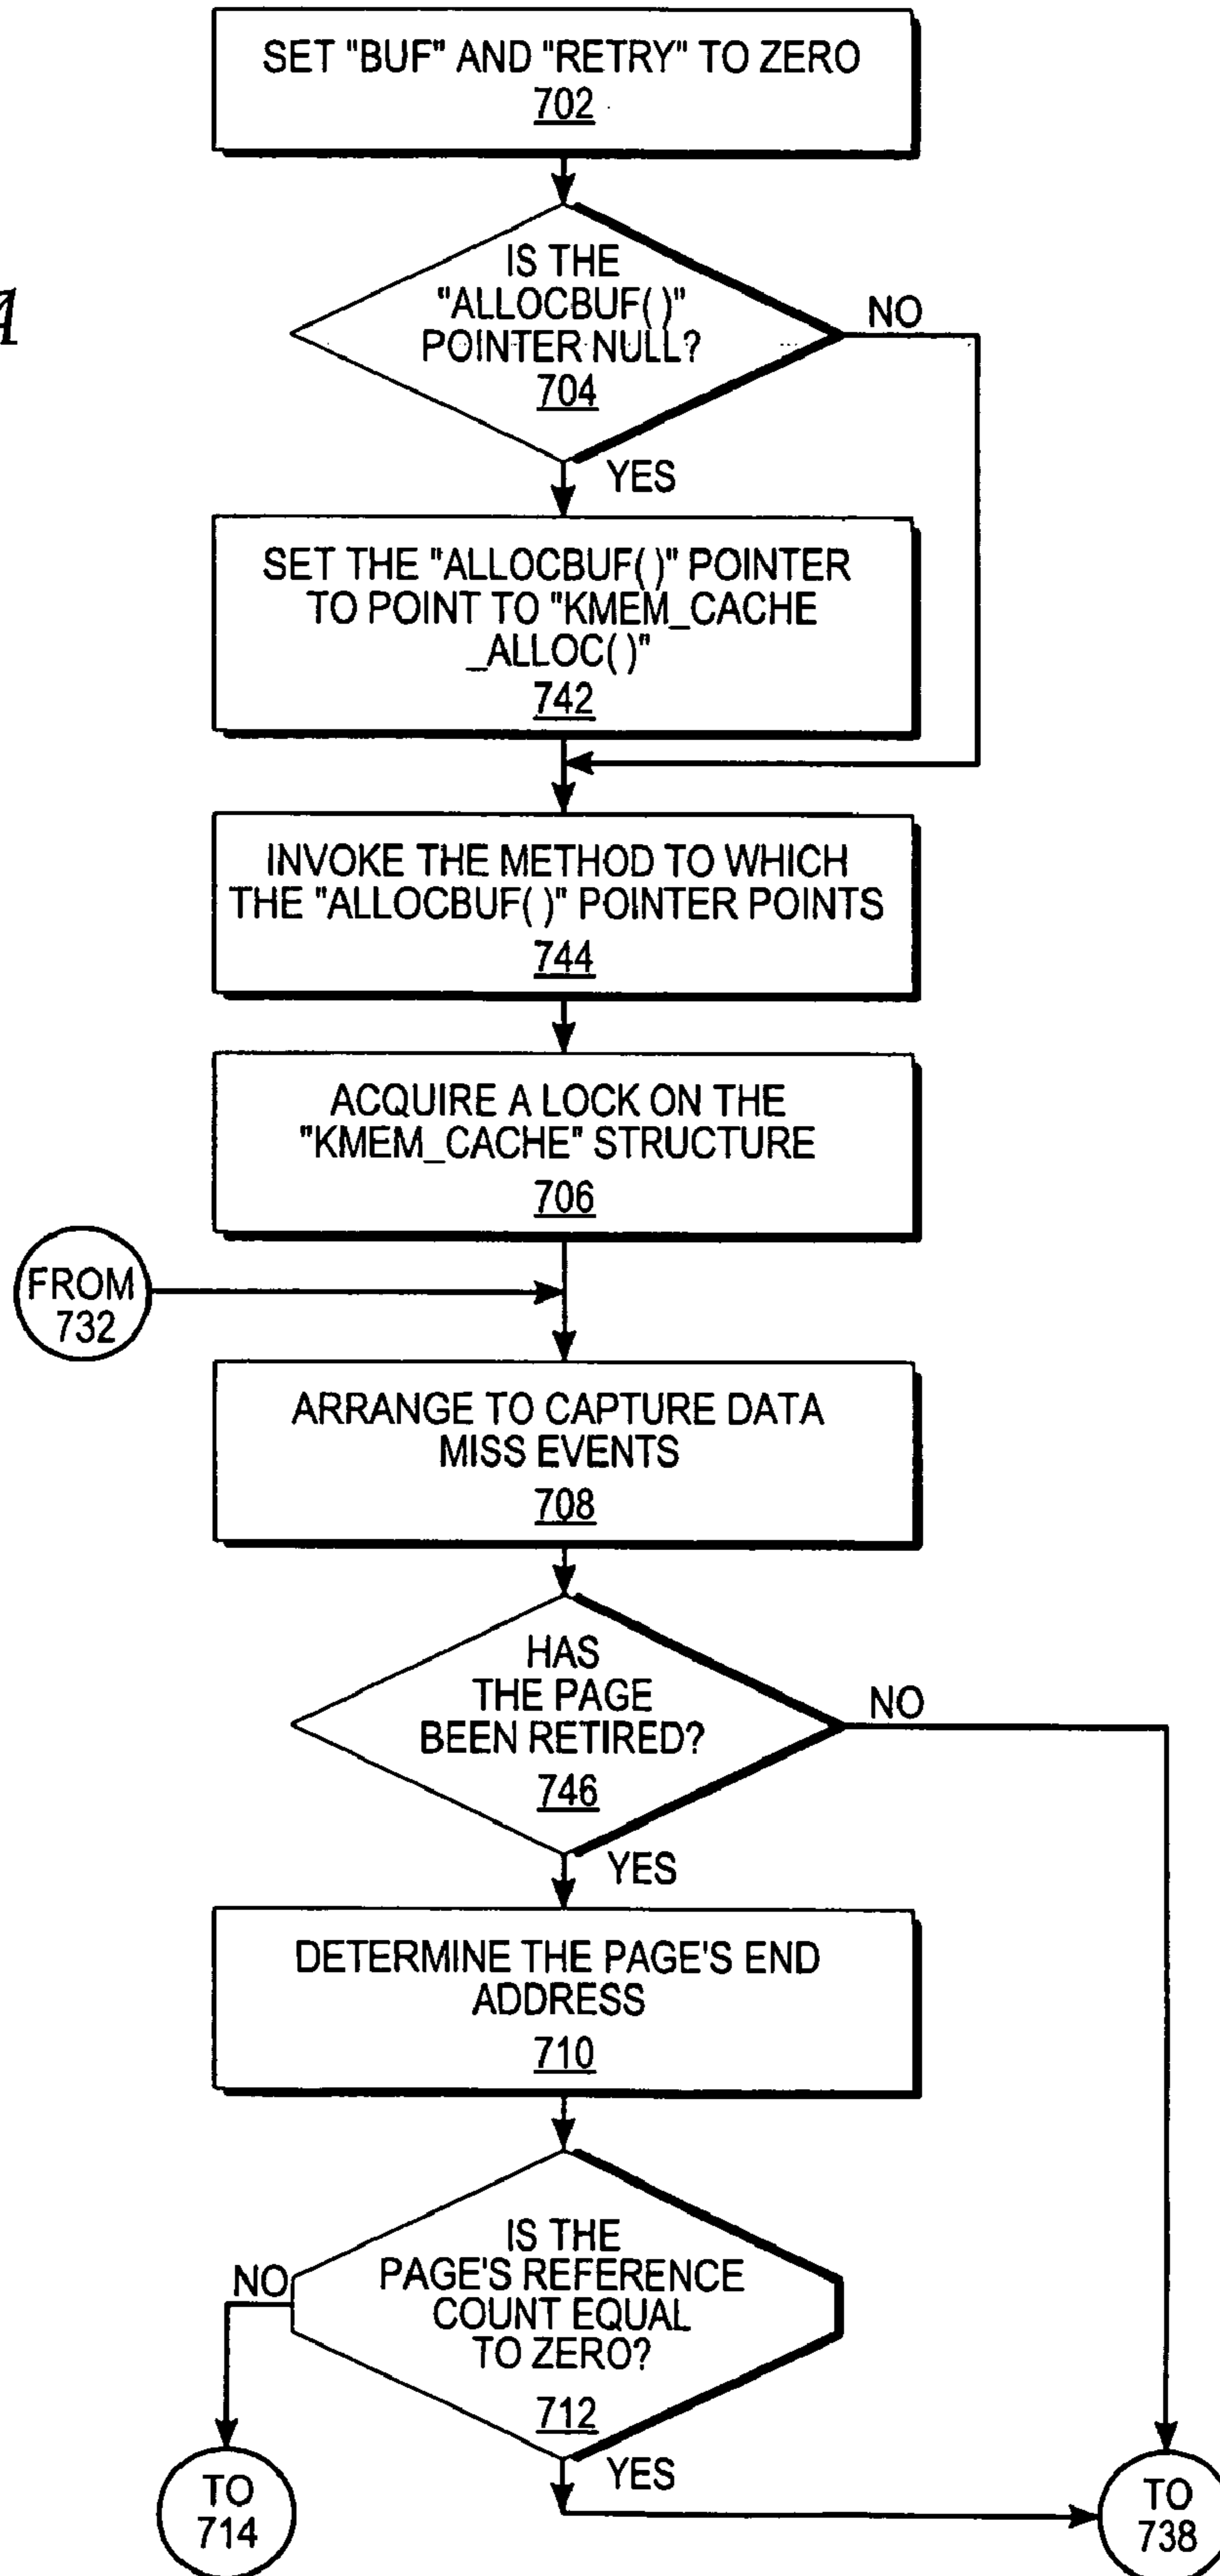 SET "BUF" AND "RETRY" TO ZERO
702
A
IS THE
"ALLOCBUF( )"
POINTER NULL?
704
NO
YES
SET THE "ALLOCBUF( )" POINTER
TO POINT TO "KMEM_CACHE
_ALLOC( )"
742
INVOKE THE METHOD TO WHICH
THE "ALLOCBUF( )" POINTER POINTS
744
ACQUIRE A LOCK ON THE
"KMEM_CACHE" STRUCTURE
706
FROM
732
ARRANGE TO CAPTURE DATA
MISS EVENTS
708
HAS
THE PAGE
BEEN RETIRED?
746
NO
YES
DETERMINE THE PAGE'S END
ADDRESS
710
IS THE
PAGE'S REFERENCE
COUNT EQUAL
TO ZERO?
712
NO
YES
TO
714
TO
738